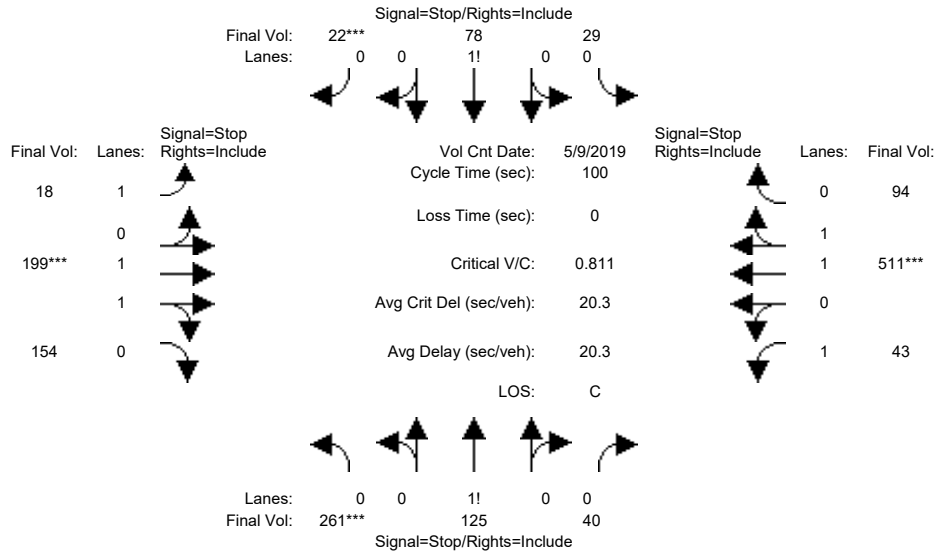 Signal=Stop/Rights=Include
Final Vol: 22*** 78 29
Lanes: 0 0 1! 0 0
Signal=Stop Signal=Stop
Final Vol: Lanes: Rights=Include Vol Cnt Date: 5/9/2019 Rights=Include Lanes: Final Vol:
Cycle Time (sec): 100
18 1 0 94
Loss Time (sec): 0
0 1
199*** 1 Critical V/C: 0.811 1 511***
1 Avg Crit Del (sec/veh): 20.3 0
154 0 Avg Delay (sec/veh): 20.3 1 43
LOS: C
Lanes: 0 0 1! 0 0
Final Vol: 261*** 125 40
Signal=Stop/Rights=Include